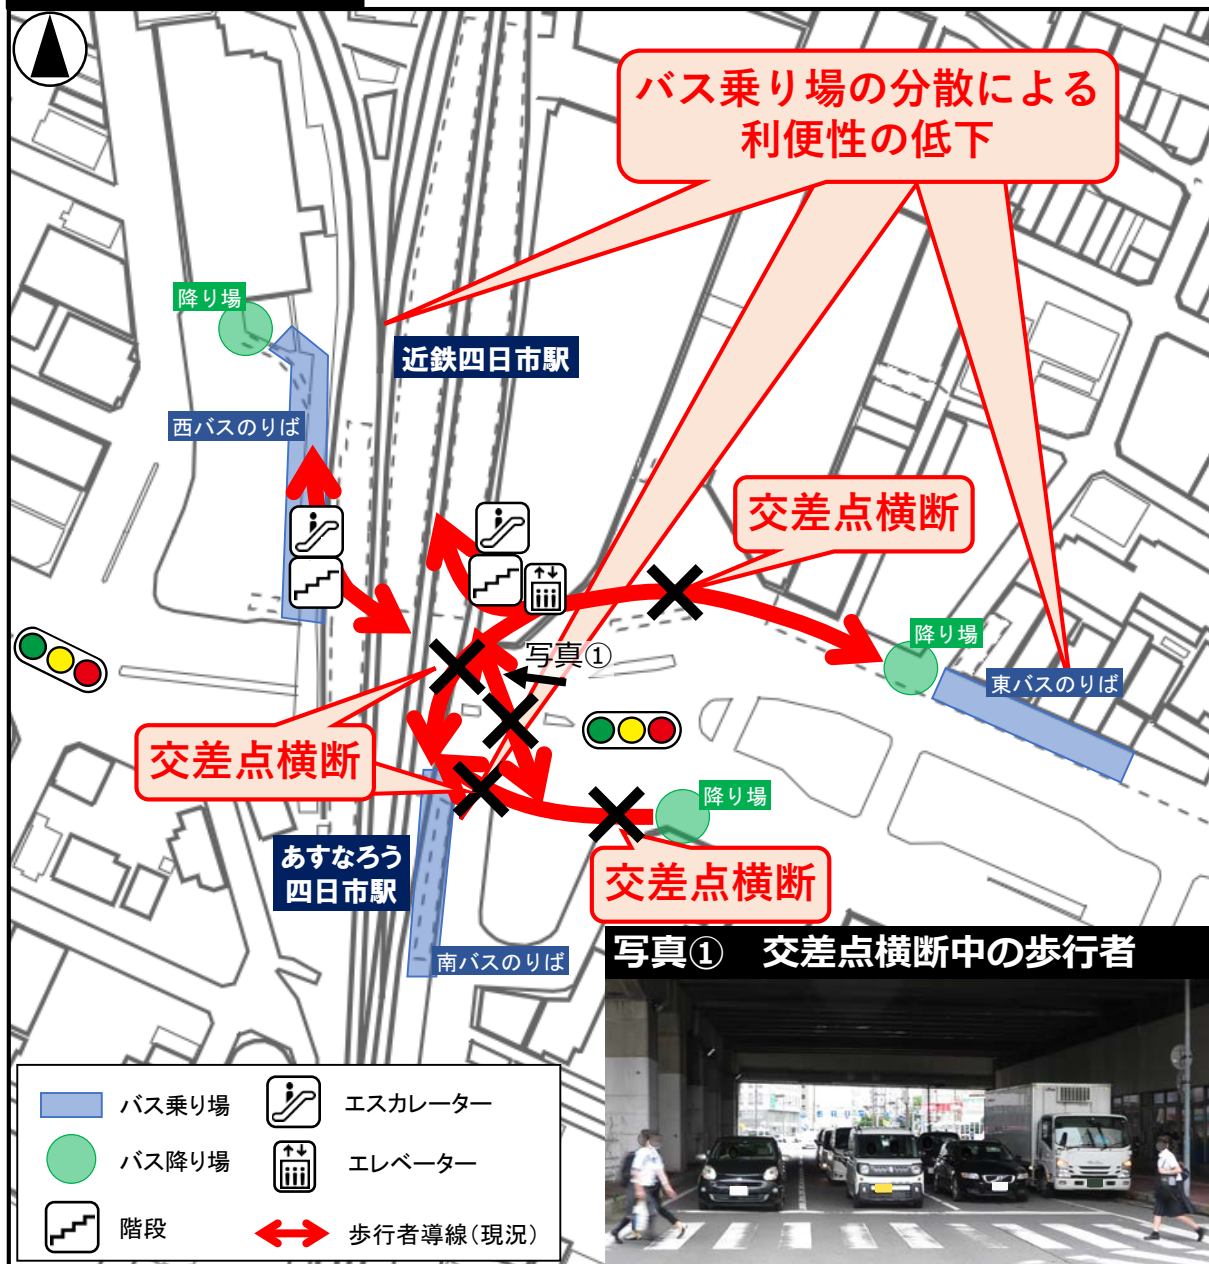 バス乗り場の分散による
利便性の低下
降り場
近鉄四日市駅
西バスのりば
交差点横断
降り場
写真①
東バスのりば
交差点横断
降り場
あすなろう
四日市駅
交差点横断
南バスのりば
写真① 交差点横断中の歩行者
バス乗り場
エスカレーター
バス降り場
エレベーター
階段
歩行者導線(現況)